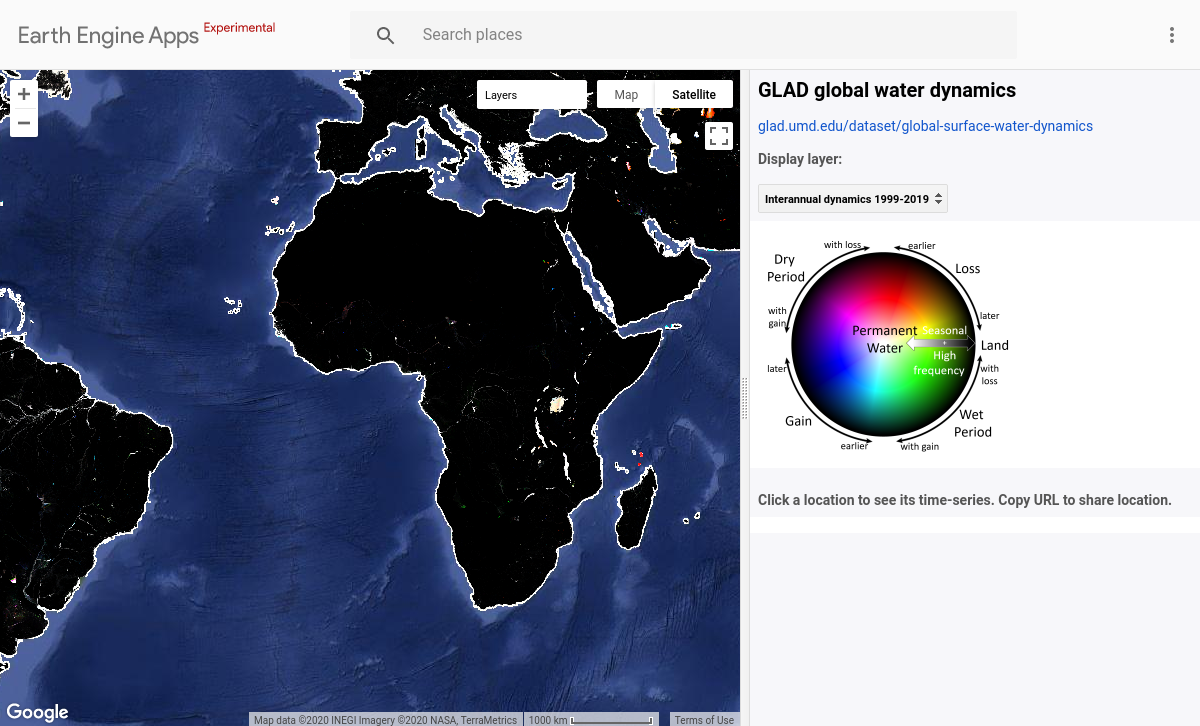 Earth Engine Apps Experimental
Search places
+
−
Layers
Map
Satellite
Google
Map data ©2020 INEGI Imagery ©2020 NASA, TerraMetrics
1000 km
Terms of Use
GLAD global water dynamics
glad.umd.edu/dataset/global-surface-water-dynamics
Display layer:
Interannual dynamics 1999-2019
with loss
earlier
Dry
Period
Loss
with
gain
later
Permanent
Water
Seasonal
High
frequency
Land
later
with
loss
Gain
Wet
Period
earlier
with gain
Click a location to see its time-series. Copy URL to share location.